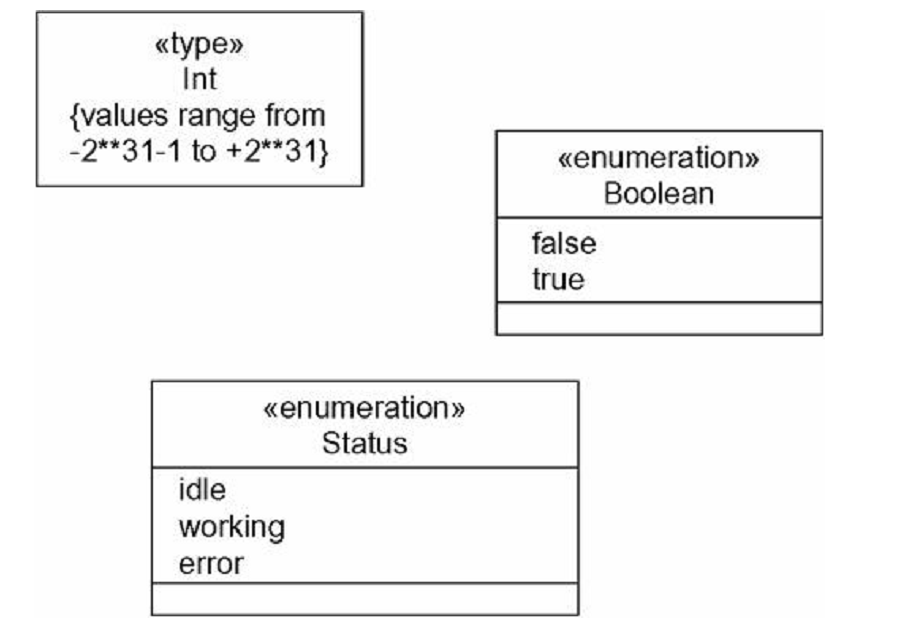 «type»
Int
{values range from
-2**31-1 to +2**31}
«enumeration»
Boolean
false
true
«enumeration»
Status
idle
working
error